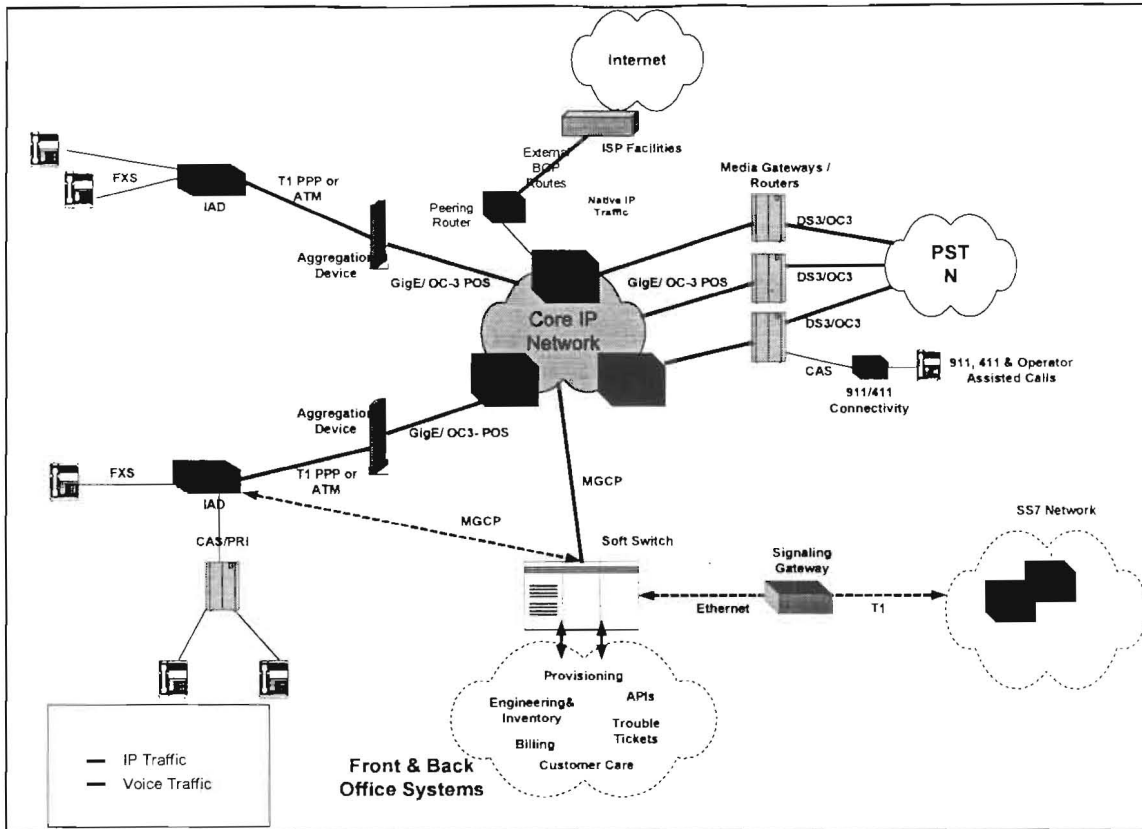 Internet
ISP Facilities
External
BGP
Routes
Native IP
Traffic
Peering
Router
Media Gateways /
Routers
FXS
IAD
T1 PPP or
ATM
Aggregation
Device
GigE/ OC-3 POS
GigE/ OC-3 POS
DS3/OC3
DS3/OC3
DS3/OC3
PST
N
Core IP
Network
CAS
911/411
Connectivity
911, 411 & Operator
Assisted Calls
Aggregation
Device
GigE/ OC3- POS
T1 PPP or
ATM
FXS
IAD
CAS/PRI
MGCP
MGCP
Soft Switch
Signaling
Gateway
Ethernet
T1
SS7 Network
Provisioning
Engineering&
Inventory
APIs
Trouble
Tickets
Billing
Customer Care
Front & Back
Office Systems
IP Traffic
Voice Traffic